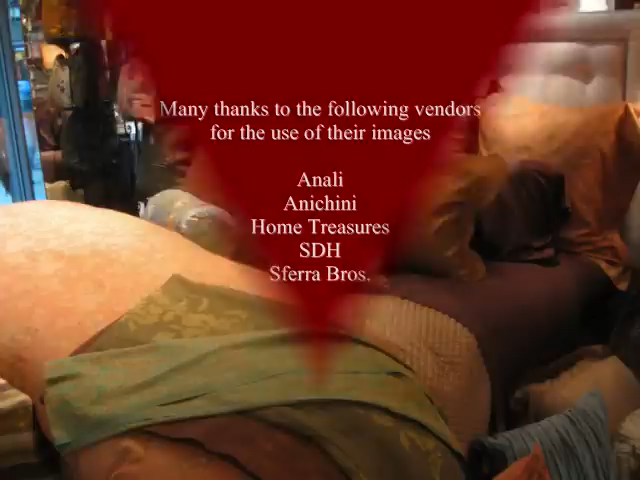 Many thanks to the following vendors
for the use of their images
Anali
Anichini
Home Treasures
SDH
Sferra Bros.